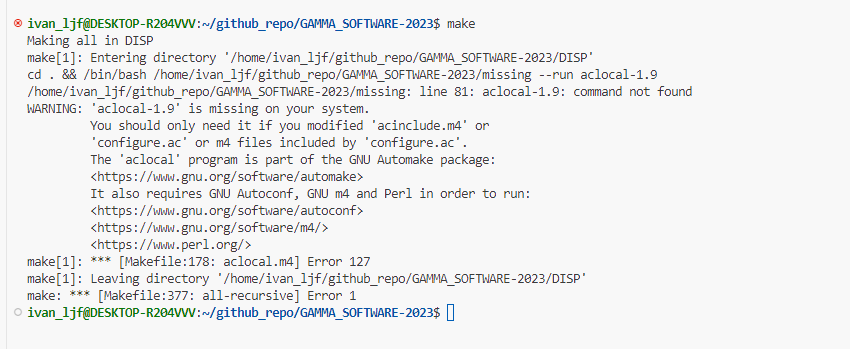 ivan_ljf@DESKTOP-R204VVV:~/github_repo/GAMMA_SOFTWARE-2023$ make
Making all in DISP
make[1]: Entering directory '/home/ivan_ljf/github_repo/GAMMA_SOFTWARE-2023/DISP'
cd . && /bin/bash /home/ivan_ljf/github_repo/GAMMA_SOFTWARE-2023/missing --run aclocal-1.9
/home/ivan_ljf/github_repo/GAMMA_SOFTWARE-2023/missing: line 81: aclocal-1.9: command not found
WARNING: 'aclocal-1.9' is missing on your system.
You should only need it if you modified 'acinclude.m4' or
'configure.ac' or m4 files included by 'configure.ac'.
The 'aclocal' program is part of the GNU Automake package:
<https://www.gnu.org/software/automake>
It also requires GNU Autoconf, GNU m4 and Perl in order to run:
<https://www.gnu.org/software/autoconf>
<https://www.gnu.org/software/m4/>
<https://www.perl.org/>
make[1]: *** [Makefile:178: aclocal.m4] Error 127
make[1]: Leaving directory '/home/ivan_ljf/github_repo/GAMMA_SOFTWARE-2023/DISP'
make: *** [Makefile:377: all-recursive] Error 1
ivan_ljf@DESKTOP-R204VVV:~/github_repo/GAMMA_SOFTWARE-2023$